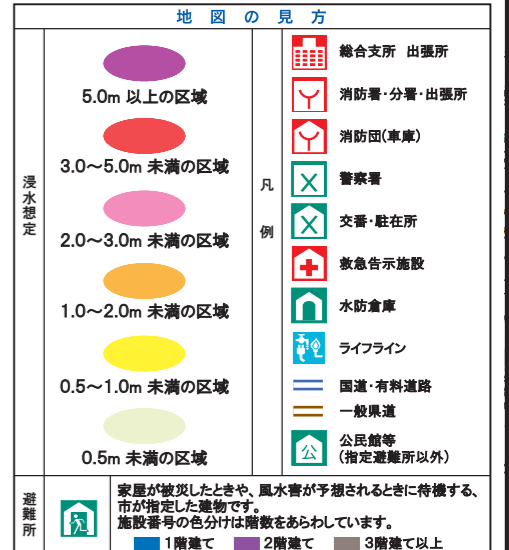 地図の見方
浸水想定
5.0m 以上の区域
3.0～5.0m 未満の区域
2.0～3.0m 未満の区域
1.0～2.0m 未満の区域
0.5～1.0m 未満の区域
0.5m 未満の区域
凡例
総合支所 出張所
消防署・分署・出張所
消防団(車庫)
警察署
交番・駐在所
救急告示施設
水防倉庫
ライフライン
国道・有料道路
一般県道
公
公民館等
(指定避難所以外)
避難所
家屋が被災したときや、風水害が予想されるときに待機する、
市が指定した建物です。
施設番号の色分けは階数をあらわしています。
1階建て 2階建て 3階建て以上